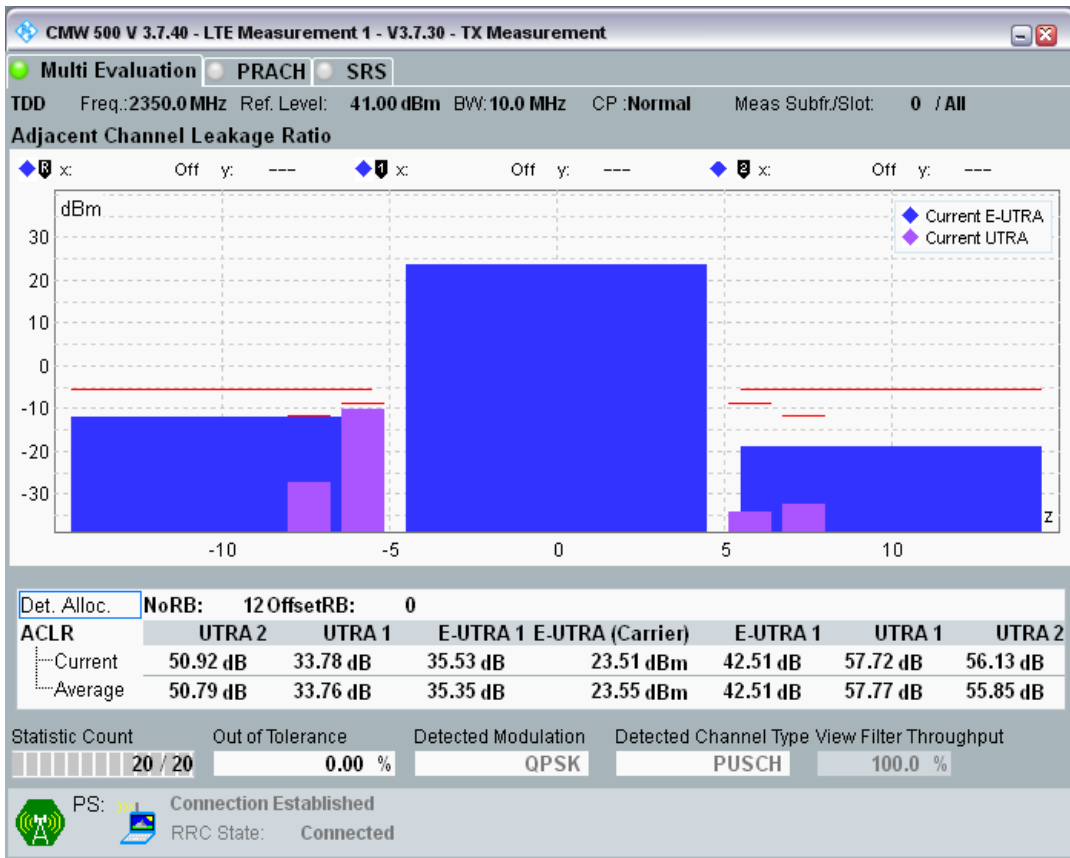 CMW 500 V 3.7.40 - LTE Measurement 1 - V3.7.30 - TX Measurement
Multi Evaluation PRACH SRS
TDD Freq.:2350.0 MHz Ref. Level: 41.00 dBm BW:10.0 MHz CP :Normal Meas Subfr./Slot: 0 / All
Adjacent Channel Leakage Ratio
R x: Off y: --- 1 x: Off y: --- 2 x: Off y: ---
dBm
Current E-UTRA
Current UTRA
30
20
10
0
-10
-20
-30
z
-10 -5 0 5 10
Det. Alloc. NoRB: 12 OffsetRB: 0
ACLR UTRA 2 UTRA 1 E-UTRA 1 E-UTRA (Carrier) E-UTRA 1 UTRA 1 UTRA 2
Current 50.92 dB 33.78 dB 35.53 dB 23.51 dBm 42.51 dB 57.72 dB 56.13 dB
Average 50.79 dB 33.76 dB 35.35 dB 23.55 dBm 42.51 dB 57.77 dB 55.85 dB
Statistic Count Out of Tolerance Detected Modulation Detected Channel Type View Filter Throughput
20 / 20 0.00 % QPSK PUSCH 100.0 %
PS: Connection Established
RRC State: Connected